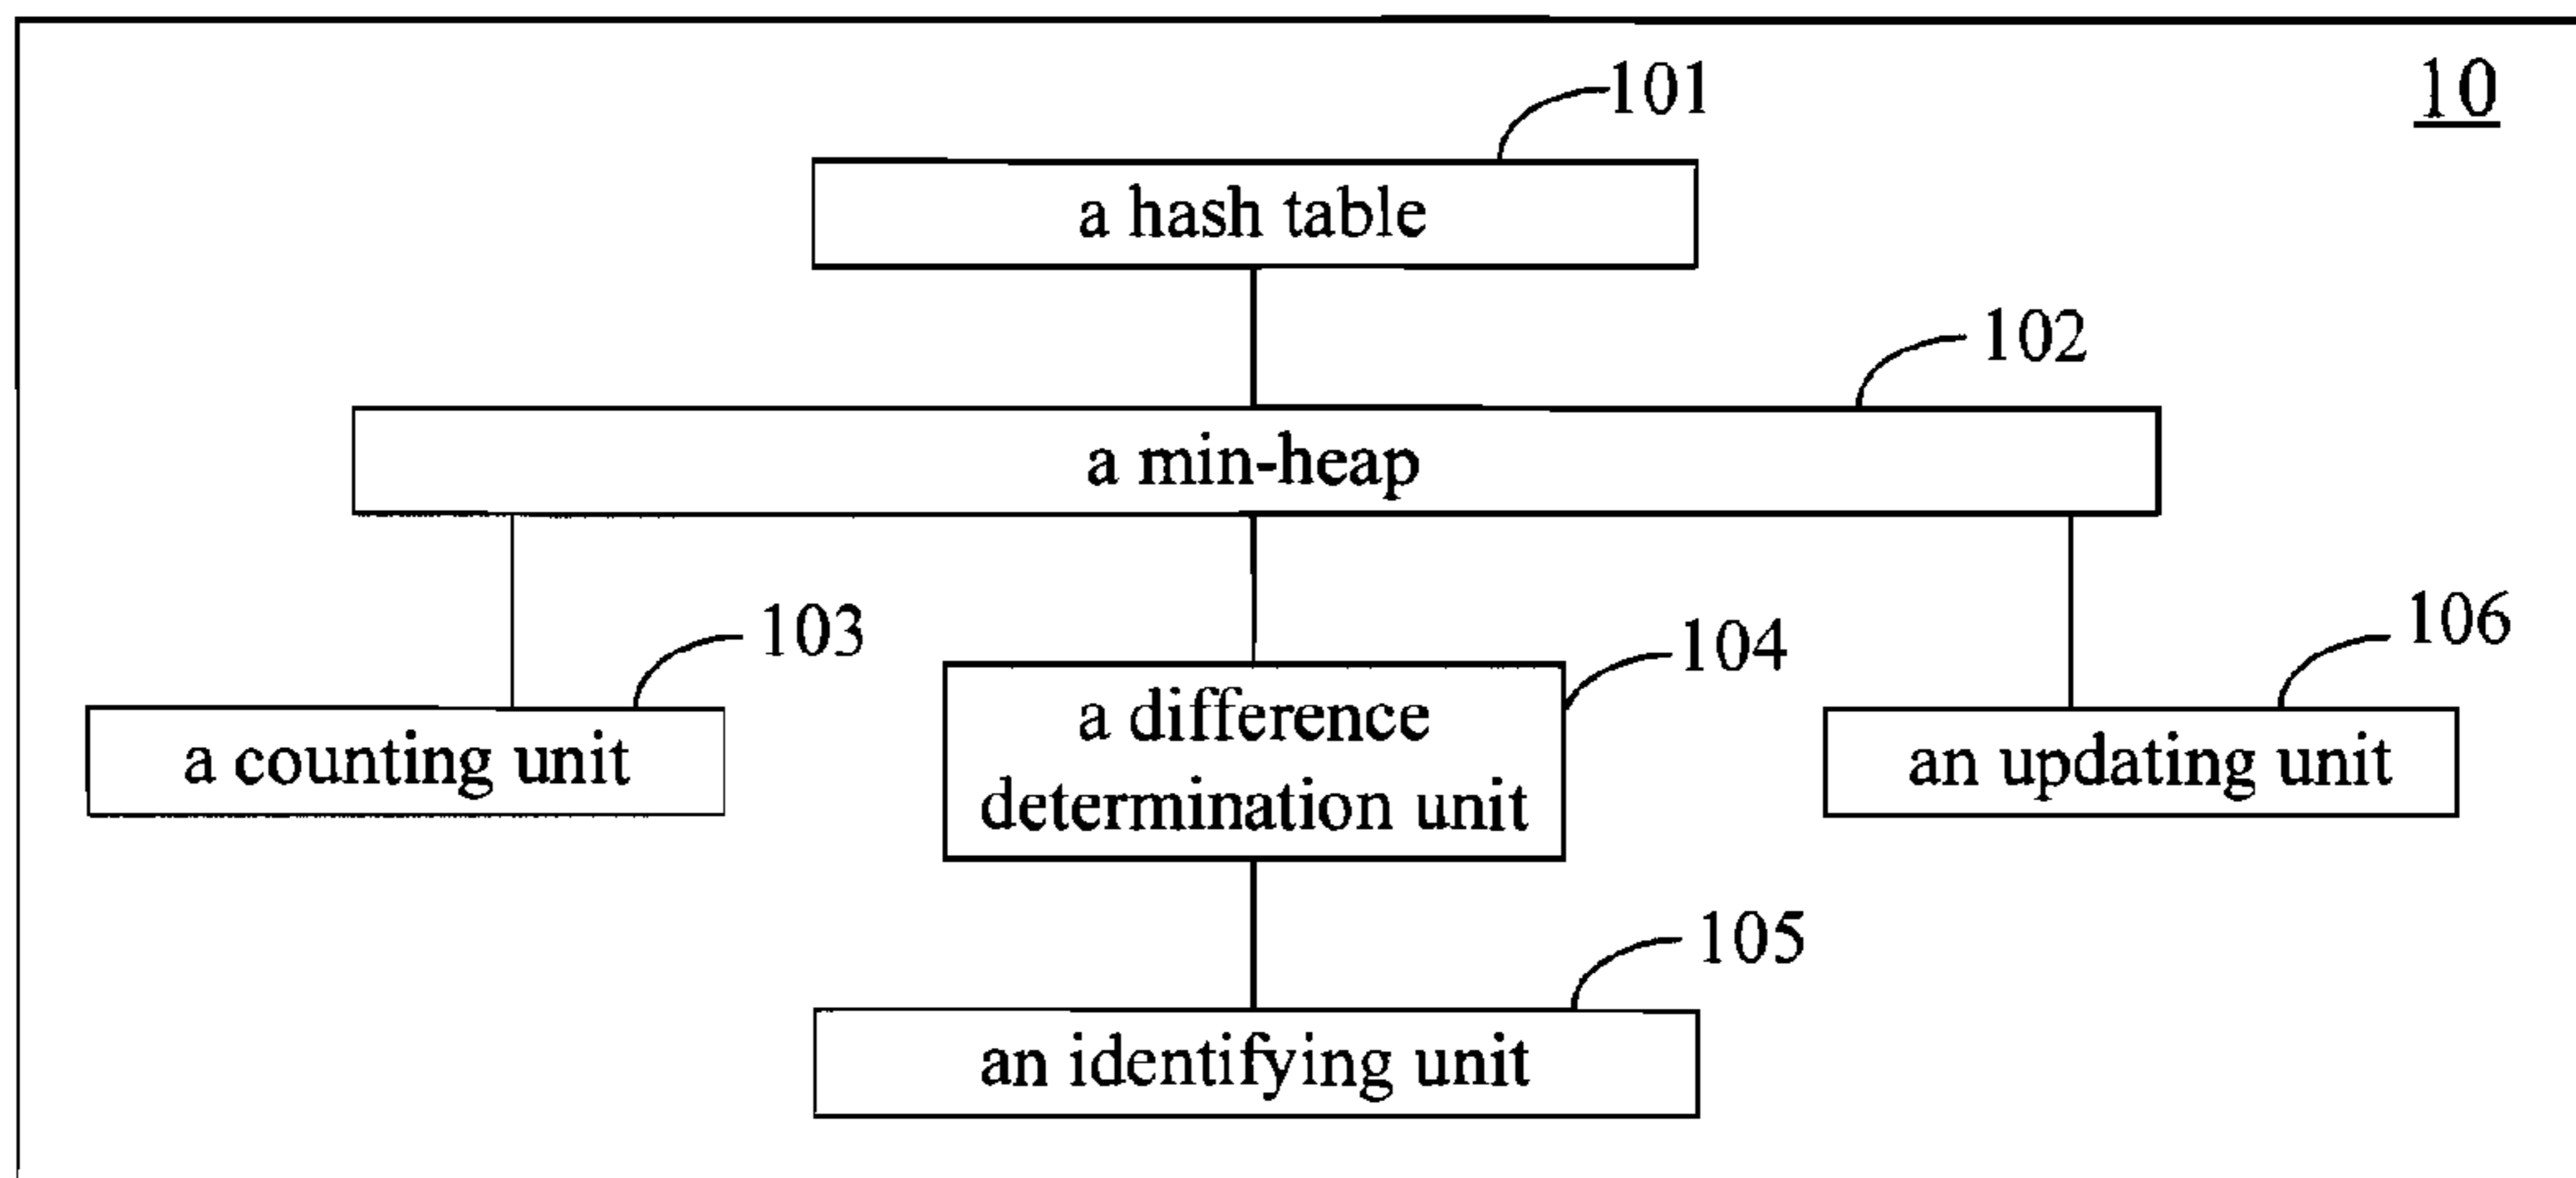 10
101
a hash table
102
a min-heap
103
a counting unit
104
a difference
determination unit
106
an updating unit
105
an identifying unit